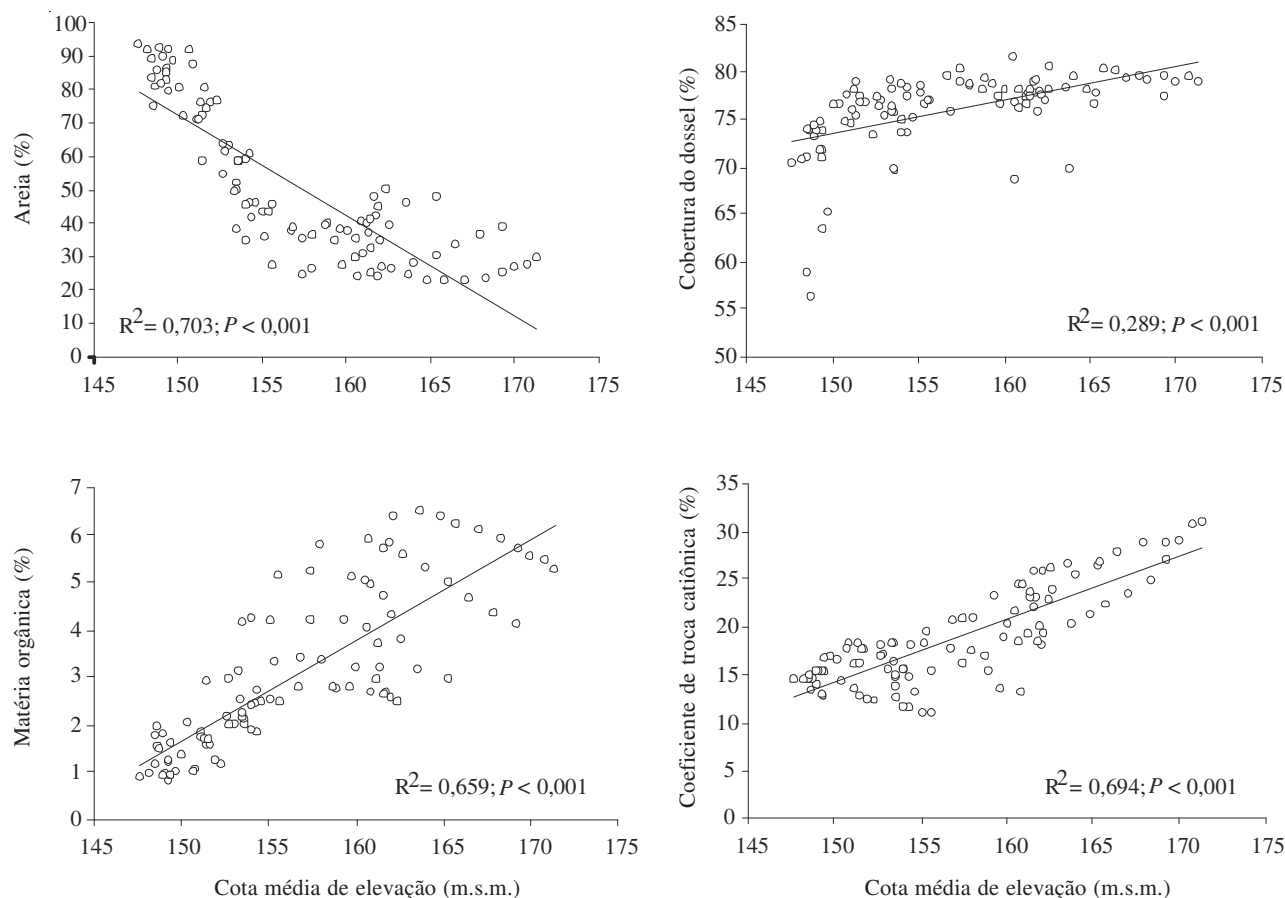 Areia (%)
100
90
80
70
60
50
40
30
20
10
0
R2= 0,703; P < 0,001
145 150 155 160 165 170 175
Cobertura do dossel (%)
85
80
75
70
65
60
55
50
R2= 0,289; P < 0,001
145 150 155 160 165 170 175
Matéria orgânica (%)
7
6
5
4
3
2
1
0
R2= 0,659; P < 0,001
145 150 155 160 165 170 175
Cota média de elevação (m.s.m.)
Coeficiente de troca catiônica (%)
35
30
25
20
15
10
5
0
R2= 0,694; P < 0,001
145 150 155 160 165 170 175
Cota média de elevação (m.s.m.)